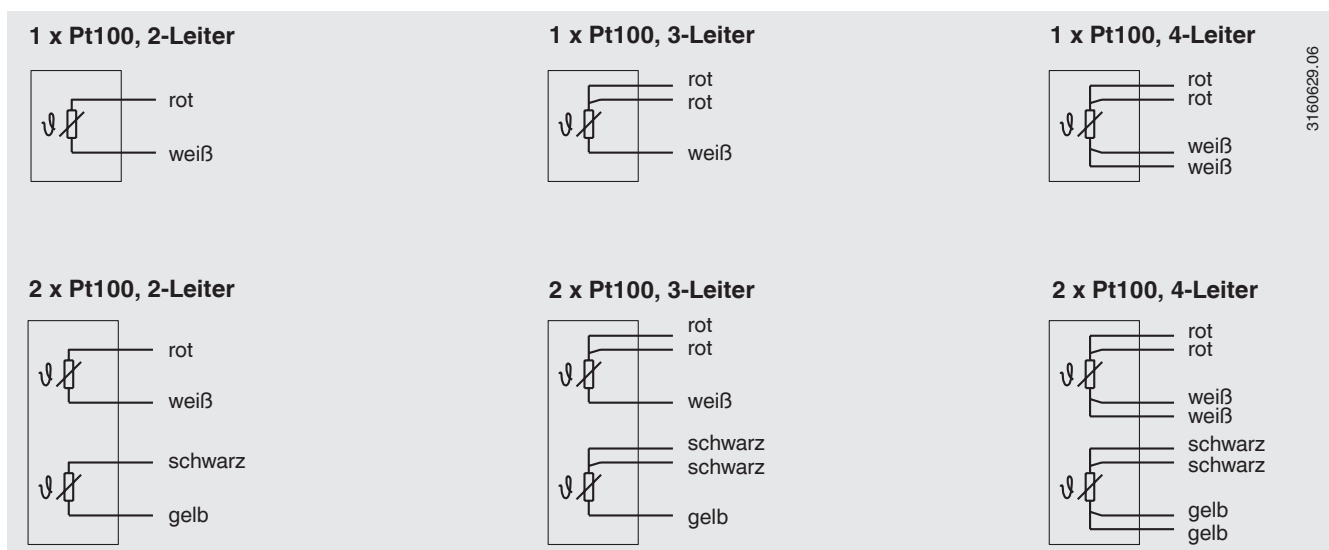 1 x Pt100, 2-Leiter
rot
weiß
1 x Pt100, 3-Leiter
rot
rot
weiß
1 x Pt100, 4-Leiter
rot
rot
weiß
weiß
3160629.06
2 x Pt100, 2-Leiter
ϑ
rot
weiß
ϑ
schwarz
gelb
2 x Pt100, 3-Leiter
ϑ
rot
rot
weiß
ϑ
schwarz
schwarz
gelb
2 x Pt100, 4-Leiter
ϑ
rot
rot
weiß
weiß
ϑ
schwarz
schwarz
gelb
gelb